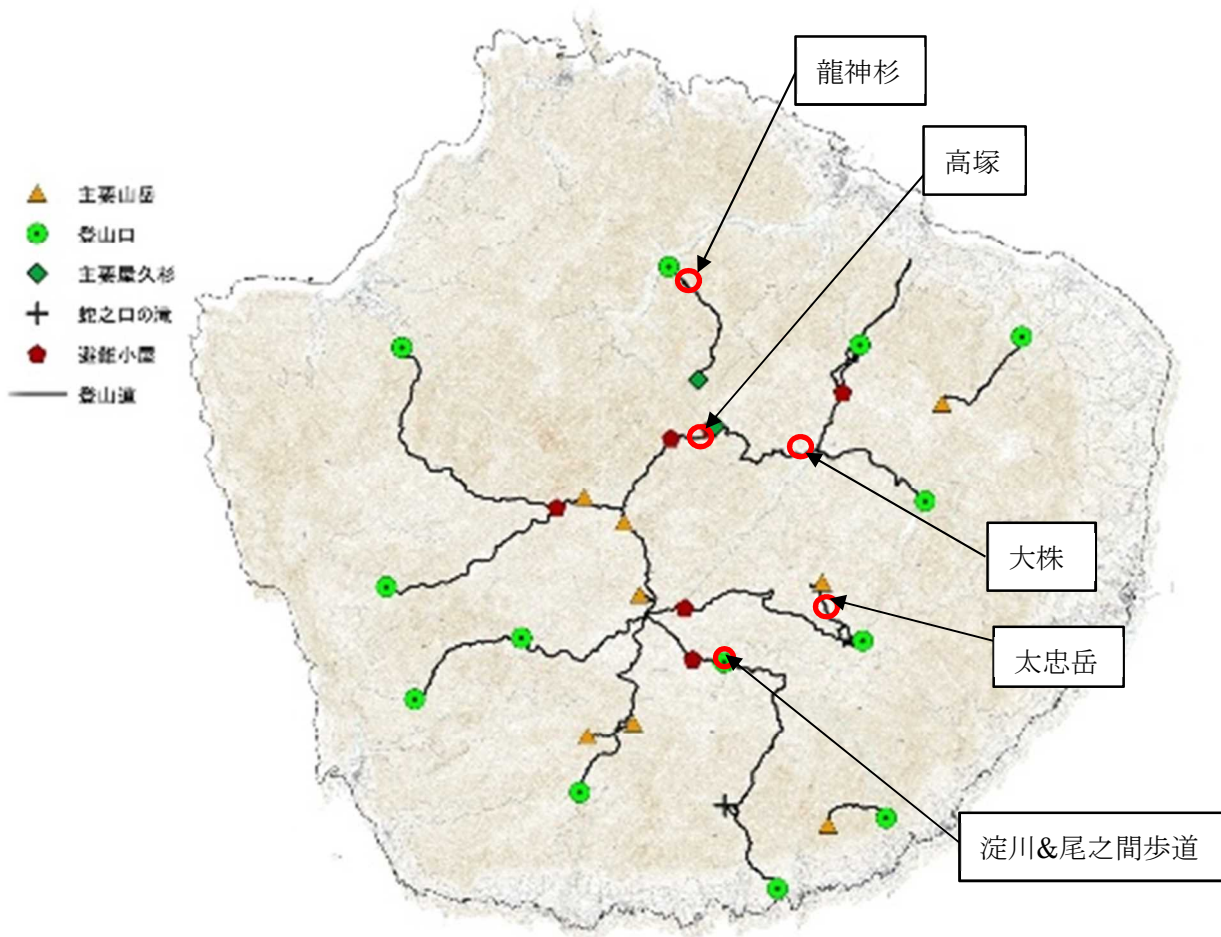 龍神杉
高塚
主要山岳
登山口
主要屋久杉
蛇之口の滝
避難小屋
登山道
大株
太忠岳
淀川&尾之間歩道